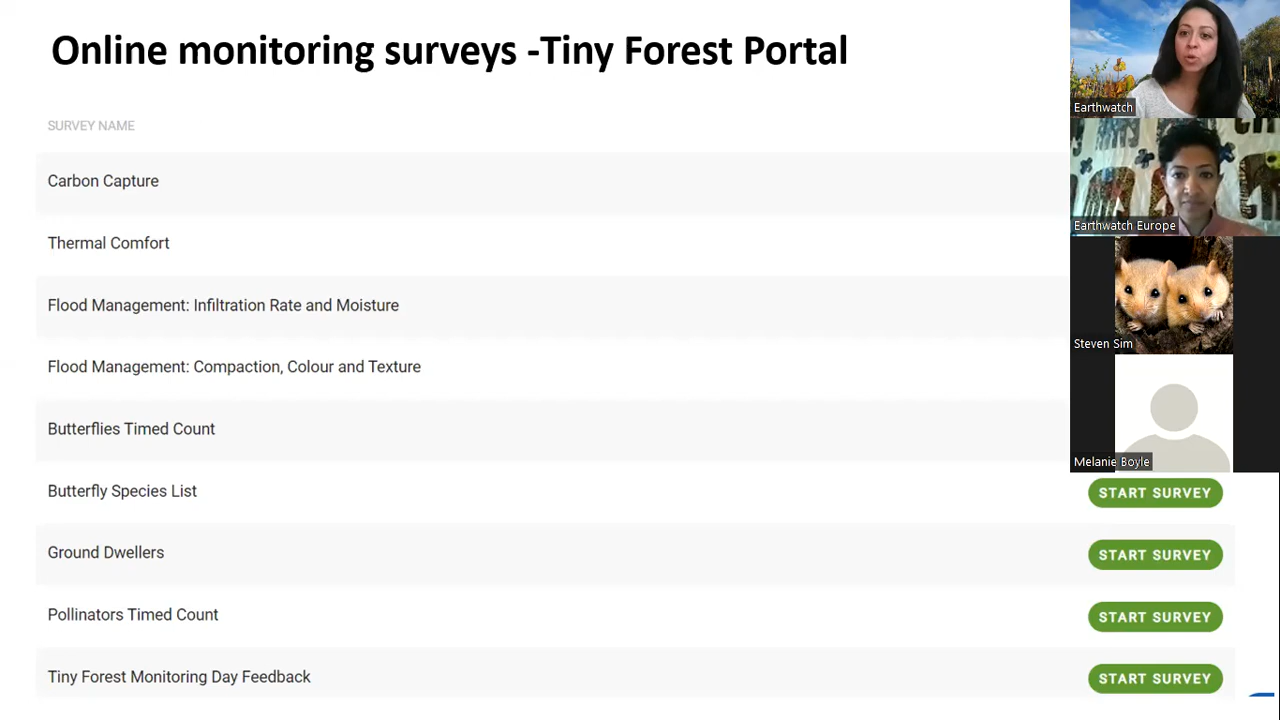 Online monitoring surveys -Tiny Forest Portal
SURVEY NAME
Carbon Capture
Thermal Comfort
Flood Management: Infiltration Rate and Moisture
Flood Management: Compaction, Colour and Texture
Butterflies Timed Count
Butterfly Species List
START SURVEY
Ground Dwellers
START SURVEY
Pollinators Timed Count
START SURVEY
Tiny Forest Monitoring Day Feedback
START SURVEY
Earthwatch
Earthwatch Europe
Steven Sim
Melanie Boyle